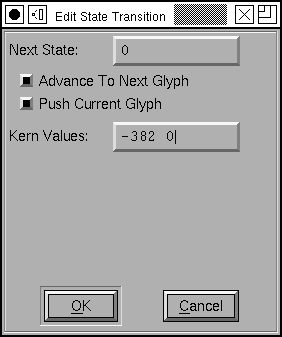 Edit State Transition
Next State: 0
Advance To Next Glyph
Push Current Glyph
Kern Values: -382 0
OK Cancel